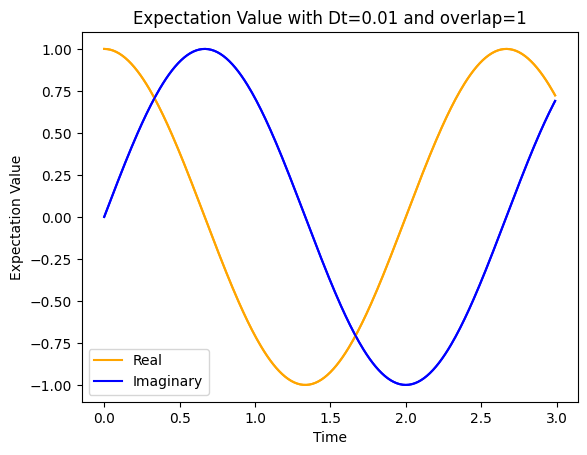 Expectation Value with Dt=0.01 and overlap=1
Expectation Value
1.00
0.75
0.50
0.25
0.00
−0.25
−0.50
−0.75
−1.00
Real
Imaginary
0.0 0.5 1.0 1.5 2.0 2.5 3.0
Time